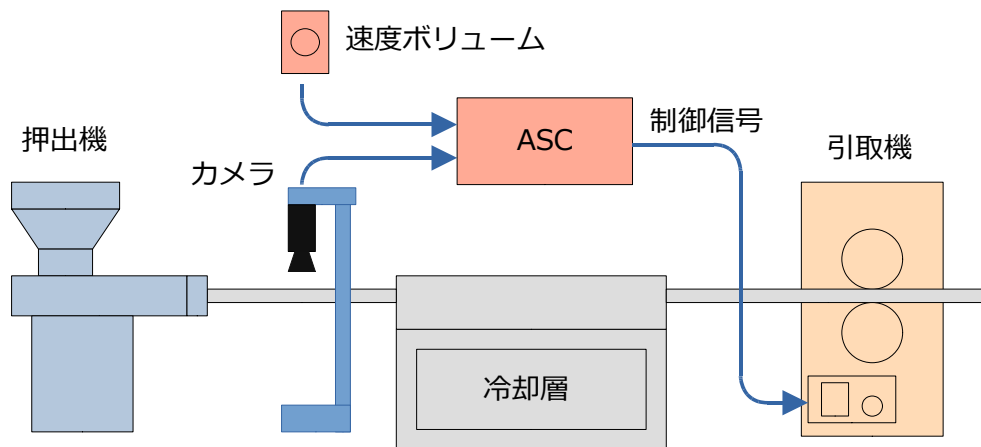 速度ボリューム
押出機
カメラ
ASC
制御信号
引取機
冷却層